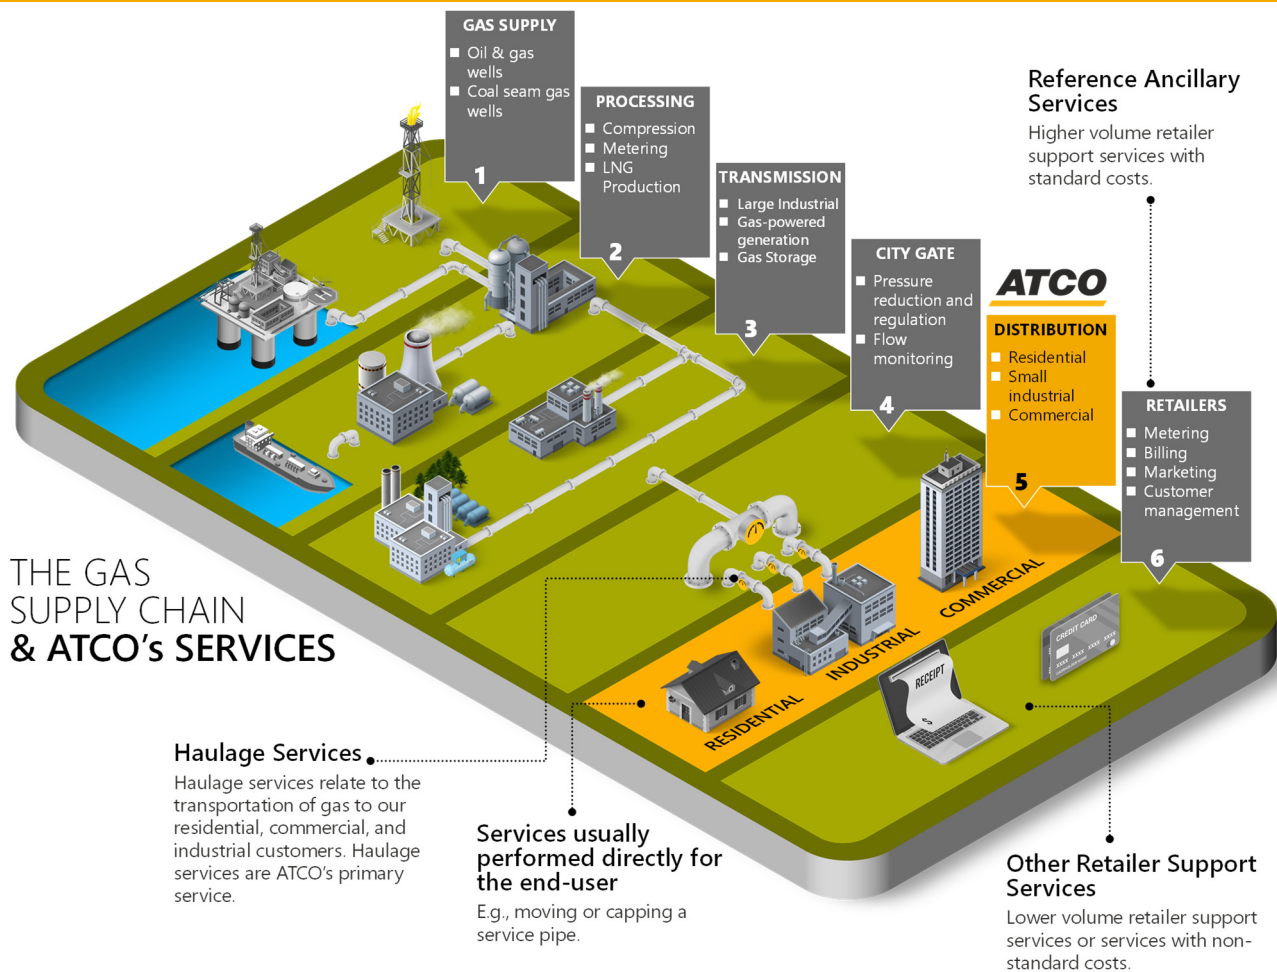 GAS SUPPLY
Oil & gas
wells
Coal seam gas
wells
1
PROCESSING
Compression
Metering
LNG
Production
2
TRANSMISSION
Large Industrial
Gas-powered
generation
Gas Storage
3
CITY GATE
Pressure
reduction and
regulation
Flow
monitoring
4
ATCO
DISTRIBUTION
Residential
Small
industrial
Commercial
5
Reference Ancillary
Services
Higher volume retailer
support services with
standard costs.
RETAILERS
Metering
Billing
Marketing
Customer
management
6
THE GAS
SUPPLY CHAIN
& ATCO's SERVICES
RESIDENTIAL
INDUSTRIAL
COMMERCIAL
CREDIT CARD
XXXX XXXX XXXX XXXX
RECEIPT
$
H
Haulage Services
Haulage services relate to the
transportation of gas to our
residential, commercial, and
industrial customers. Haulage
services are ATCO's primary
service.
Services usually
performed directly for
the end-user
E.g., moving or capping a
service pipe.
Other Retailer Support
Services
Lower volume retailer support
services or services with non-
standard costs.